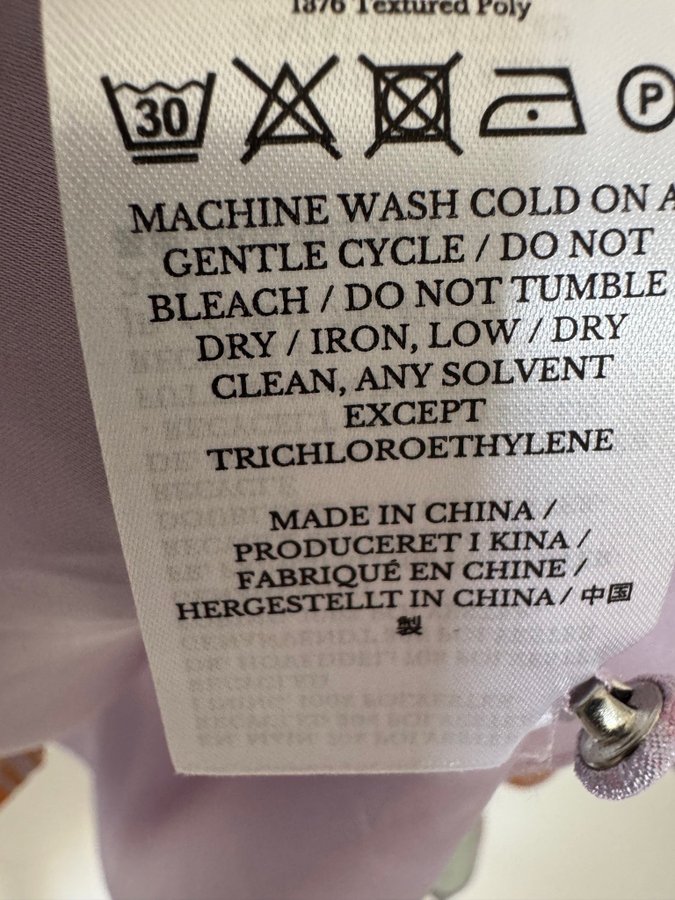 1876 Textured Poly
30
P
MACHINE WASH COLD ON A
GENTLE CYCLE / DO NOT
BLEACH / DO NOT TUMBLE
DRY / IRON, LOW / DRY
CLEAN, ANY SOLVENT
EXCEPT
TRICHLOROETHYLENE
MADE IN CHINA /
PRODUCERET I KINA /
FABRIQUÉ EN CHINE /
HERGESTELLT IN CHINA / 中国
製